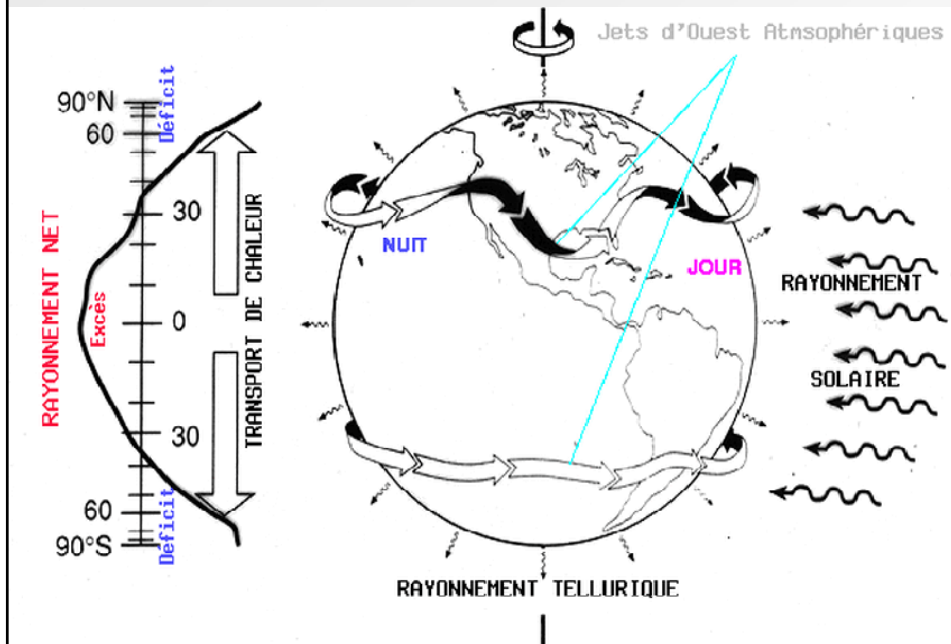 Jets d'Ouest Atmsophériques
90°N
Déficit
60
30
RAYONNEMENT NET
Excès
0
TRANSPORT DE CHALEUR
30
60
Déficit
90°S
NUIT
JOUR
RAYONNEMENT
SOLAIRE
RAYONNEMENT TELLURIQUE